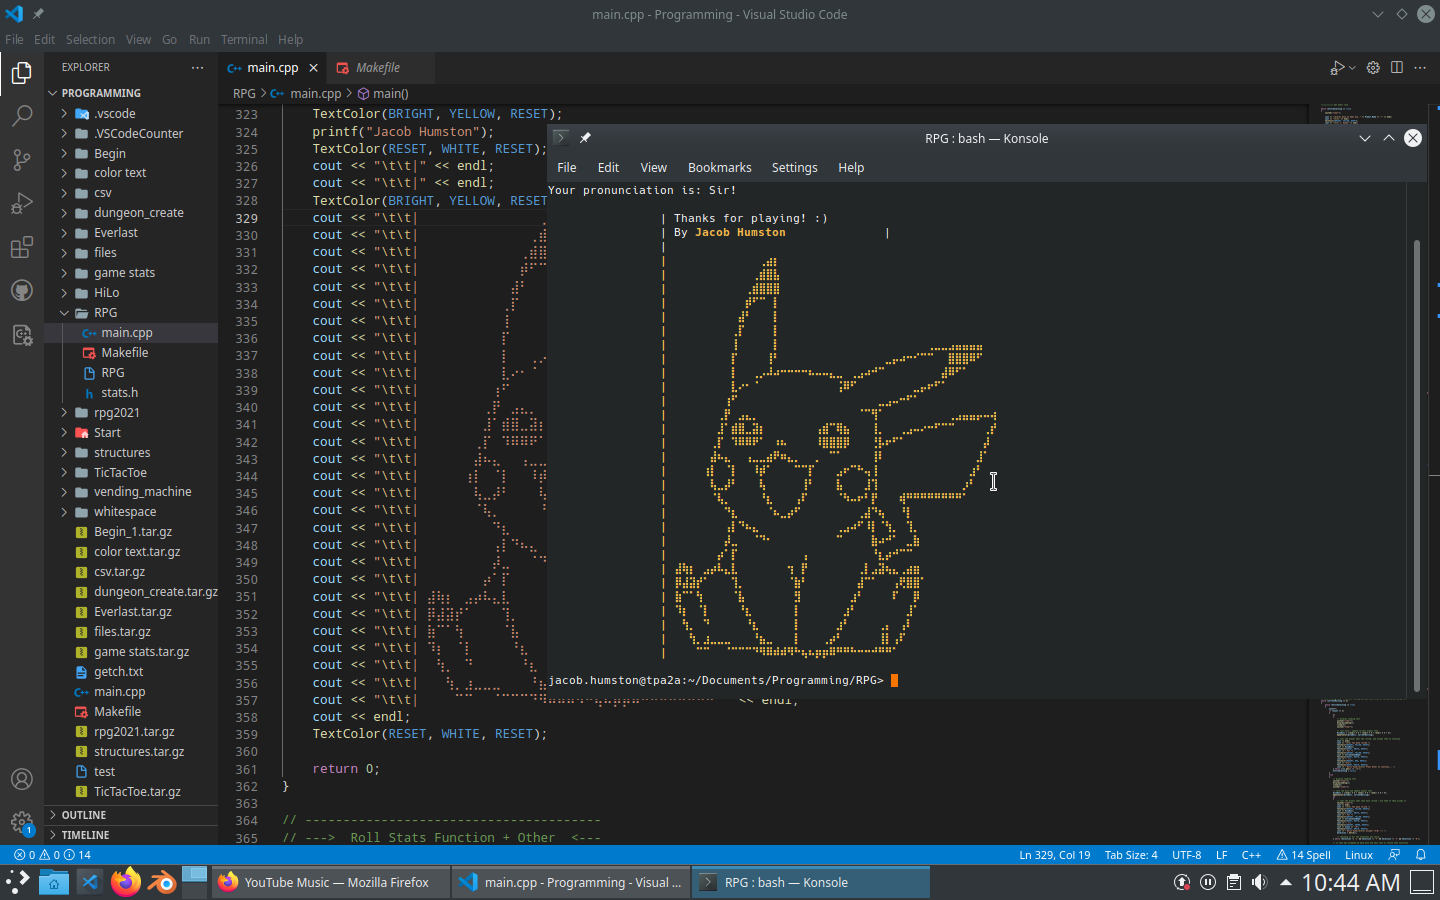 main.cpp - Programming - Visual Studio Code
File Edit Selection View Go Run Terminal Help
EXPLORER
PROGRAMMING
.vscode
.VSCodeCounter
Begin
color text
csv
dungeon_create
Everlast
files
game stats
HiLo
RPG
main.cpp
Makefile
RPG
stats.h
rpg2021
Start
structures
TicTacToe
vending_machine
whitespace
Begin_1.tar.gz
color text.tar.gz
csv.tar.gz
dungeon_create.tar.gz
Everlast.tar.gz
files.tar.gz
game stats.tar.gz
getch.txt
main.cpp
Makefile
rpg2021.tar.gz
structures.tar.gz
test
TicTacToe.tar.gz
OUTLINE
TIMELINE
main.cpp Makefile
RPG > main.cpp > main()
323 TextColor(BRIGHT, YELLOW, RESET);
324 printf("Jacob Humston");
325 TextColor(RESET, WHITE, RESET);
326 cout << "\t\t|" << endl;
327 cout << "\t\t|" << endl;
328 TextColor(BRIGHT, YELLOW, RESET
329 cout << "\t\t|
330 cout << "\t\t|
331 cout << "\t\t|
332 cout << "\t\t|
333 cout << "\t\t|
334 cout << "\t\t|
335 cout << "\t\t|
336 cout << "\t\t|
337 cout << "\t\t|
338 cout << "\t\t|
339 cout << "\t\t|
340 cout << "\t\t|
341 cout << "\t\t|
342 cout << "\t\t|
343 cout << "\t\t|
344 cout << "\t\t|
345 cout << "\t\t|
346 cout << "\t\t|
347 cout << "\t\t|
348 cout << "\t\t|
349 cout << "\t\t|
350 cout << "\t\t|
351 cout << "\t\t|
352 cout << "\t\t|
353 cout << "\t\t|
354 cout << "\t\t|
355 cout << "\t\t|
356 cout << "\t\t|
357 cout << "\t\t| << endl;
358 cout << endl;
359 TextColor(RESET, WHITE, RESET);
360
361 return 0;
362 }
363
364 // ---------------------------------------
365 // ---> Roll Stats Function + Other <---
RPG : bash — Konsole
File Edit View Bookmarks Settings Help
Your pronunciation is: Sir!
| Thanks for playing! :)
| By Jacob Humston |
jacob.humston@tpa2a:~/Documents/Programming/RPG>
1
0 0 14
Ln 329, Col 19 Tab Size: 4 UTF-8 LF C++ 14 Spell Linux
YouTube Music — Mozilla Firefox
main.cpp - Programming - Visual ...
RPG : bash — Konsole
10:44 AM